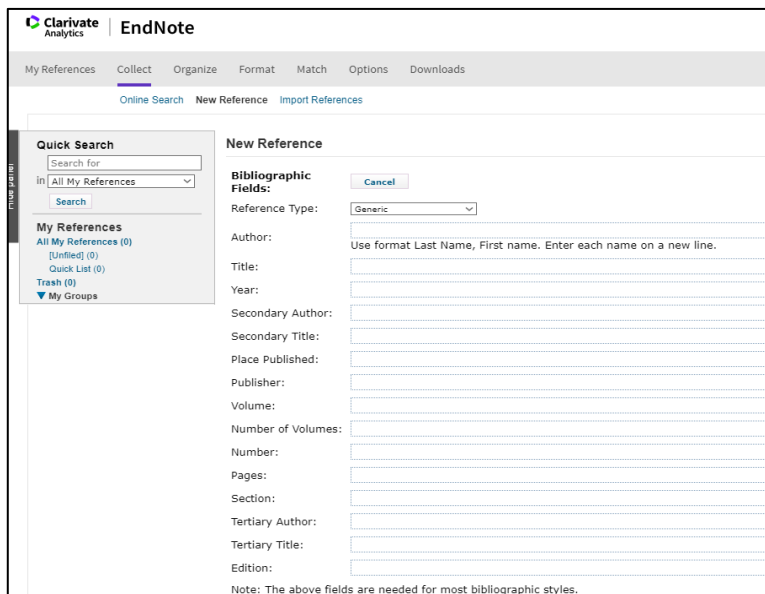 Clarivate
Analytics
EndNote
My References Collect Organize Format Match Options Downloads
Online Search New Reference Import References
Hide panel
Quick Search
Search for
in All My References
Search
My References
All My References (0)
[Unfiled] (0)
Quick List (0)
Trash (0)
▼ My Groups
New Reference
Bibliographic
Fields:
Cancel
Reference Type: Generic
Author:
Use format Last Name, First name. Enter each name on a new line.
Title:
Year:
Secondary Author:
Secondary Title:
Place Published:
Publisher:
Volume:
Number of Volumes:
Number:
Pages:
Section:
Tertiary Author:
Tertiary Title:
Edition:
Note: The above fields are needed for most bibliographic styles.